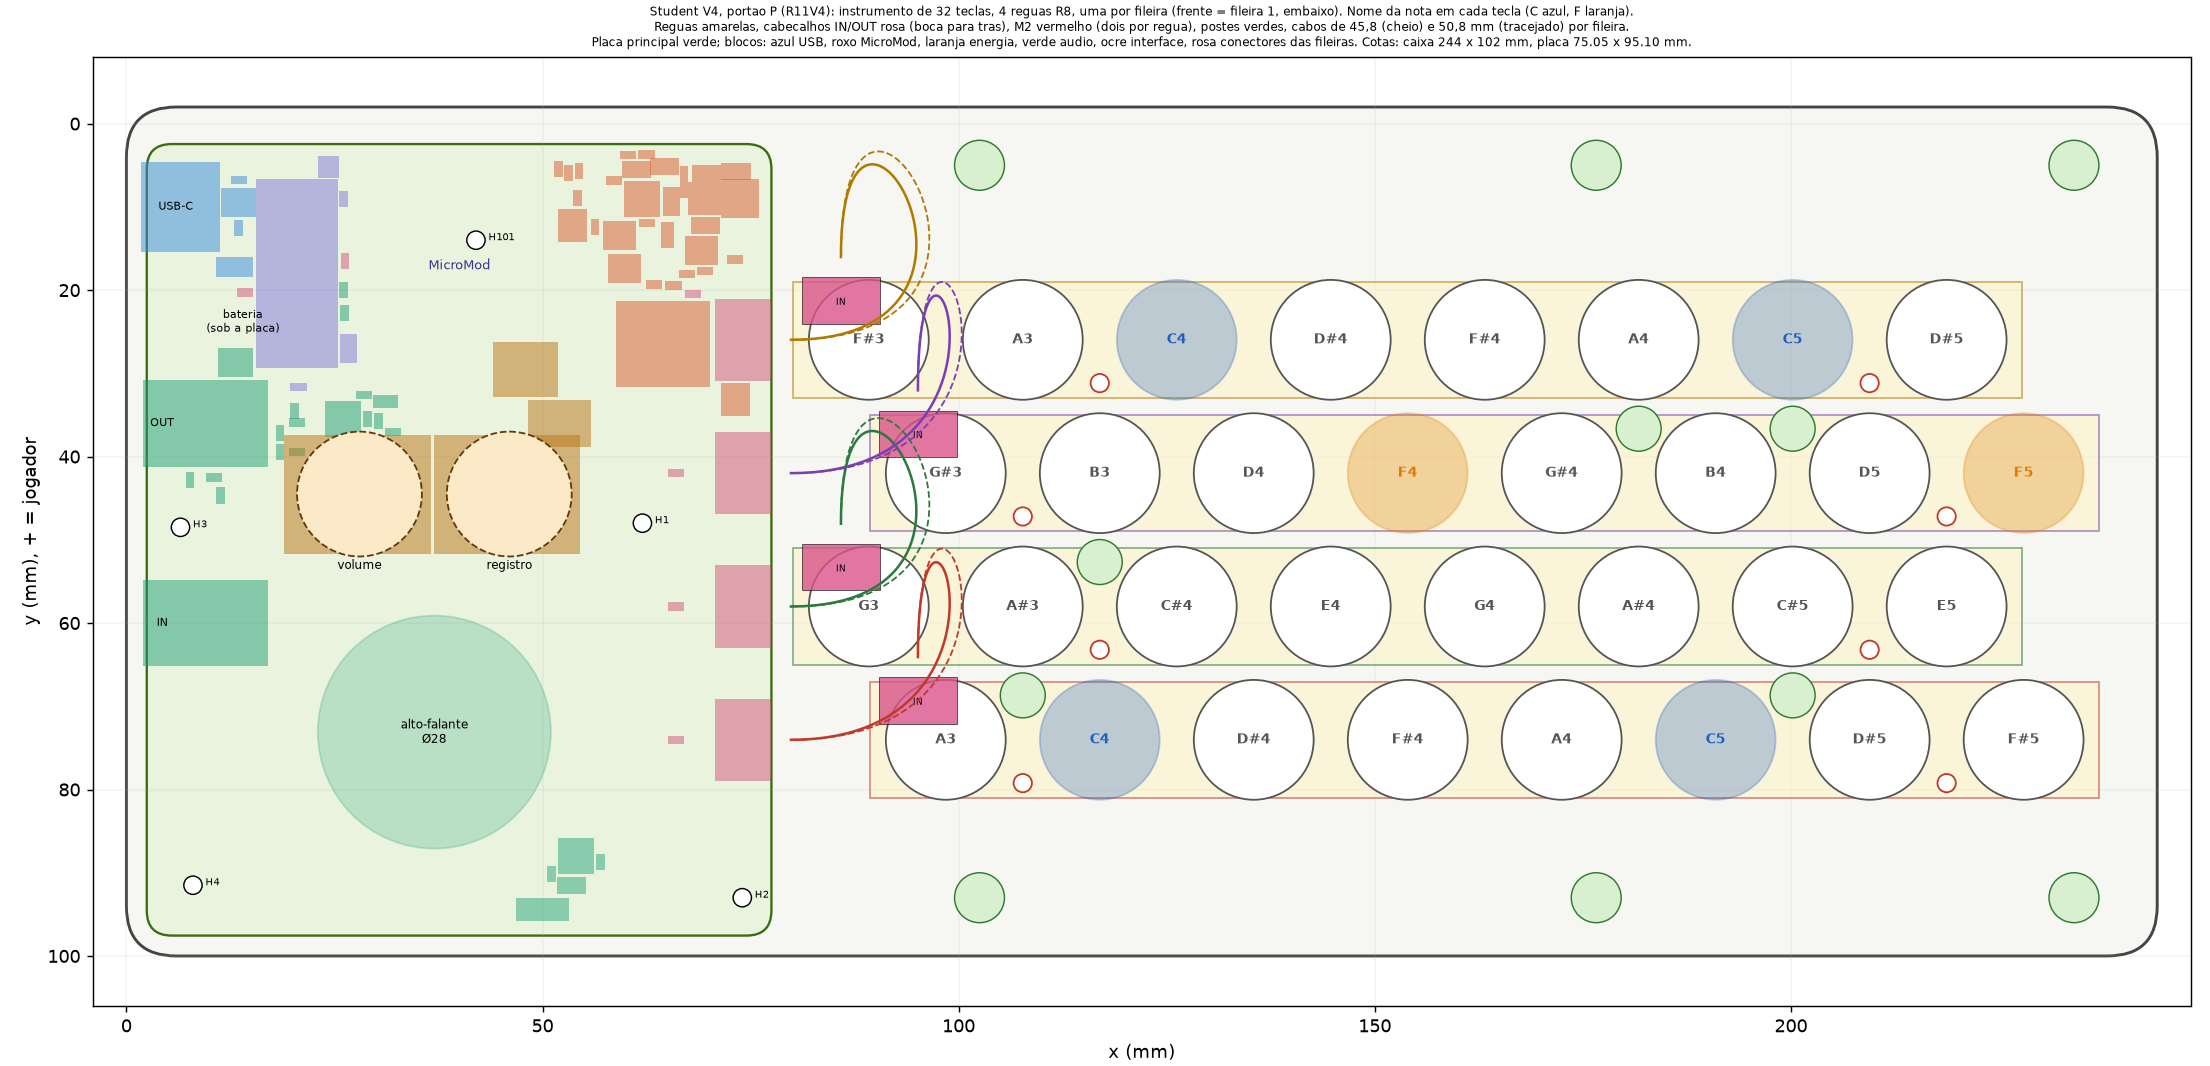 Student V4, portao P (R11V4): instrumento de 32 teclas, 4 reguas R8, uma por fileira (frente = fileira 1, embaixo). Nome da nota em cada tecla (C azul, F laranja).
Reguas amarelas, cabecalhos IN/OUT rosa (boca para tras), M2 vermelho (dois por regua), postes verdes, cabos de 45,8 (cheio) e 50,8 mm (tracejado) por fileira.
Placa principal verde; blocos: azul USB, roxo MicroMod, laranja energia, verde audio, ocre interface, rosa conectores das fileiras. Cotas: caixa 244 x 102 mm, placa 75.05 x 95.10 mm.
0
20
40
60
80
100
y (mm), + = jogador
USB-C
H101
MicroMod
bateria
(sob a placa)
OUT
H3
H1
volume
registro
IN
alto-falante
Ø28
H4
H2
IN
F#3 A3 C4 D#4 F#4 A4 C5 D#5
IN
G#3 B3 D4 F4 G#4 B4 D5 F5
IN
G3 A#3 C#4 E4 G4 A#4 C#5 E5
IN
A3 C4 D#4 F#4 A4 C5 D#5 F#5
0 50 100 150 200
x (mm)